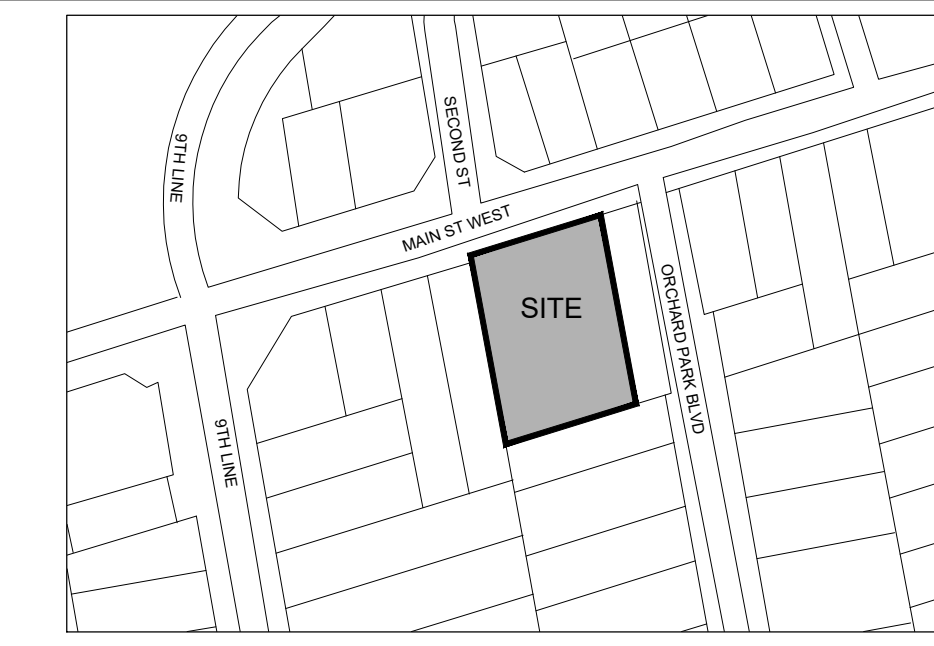 9TH LINE
SECOND ST
MAIN ST WEST
SITE
ORCHARD PARK BLVD
9TH LINE